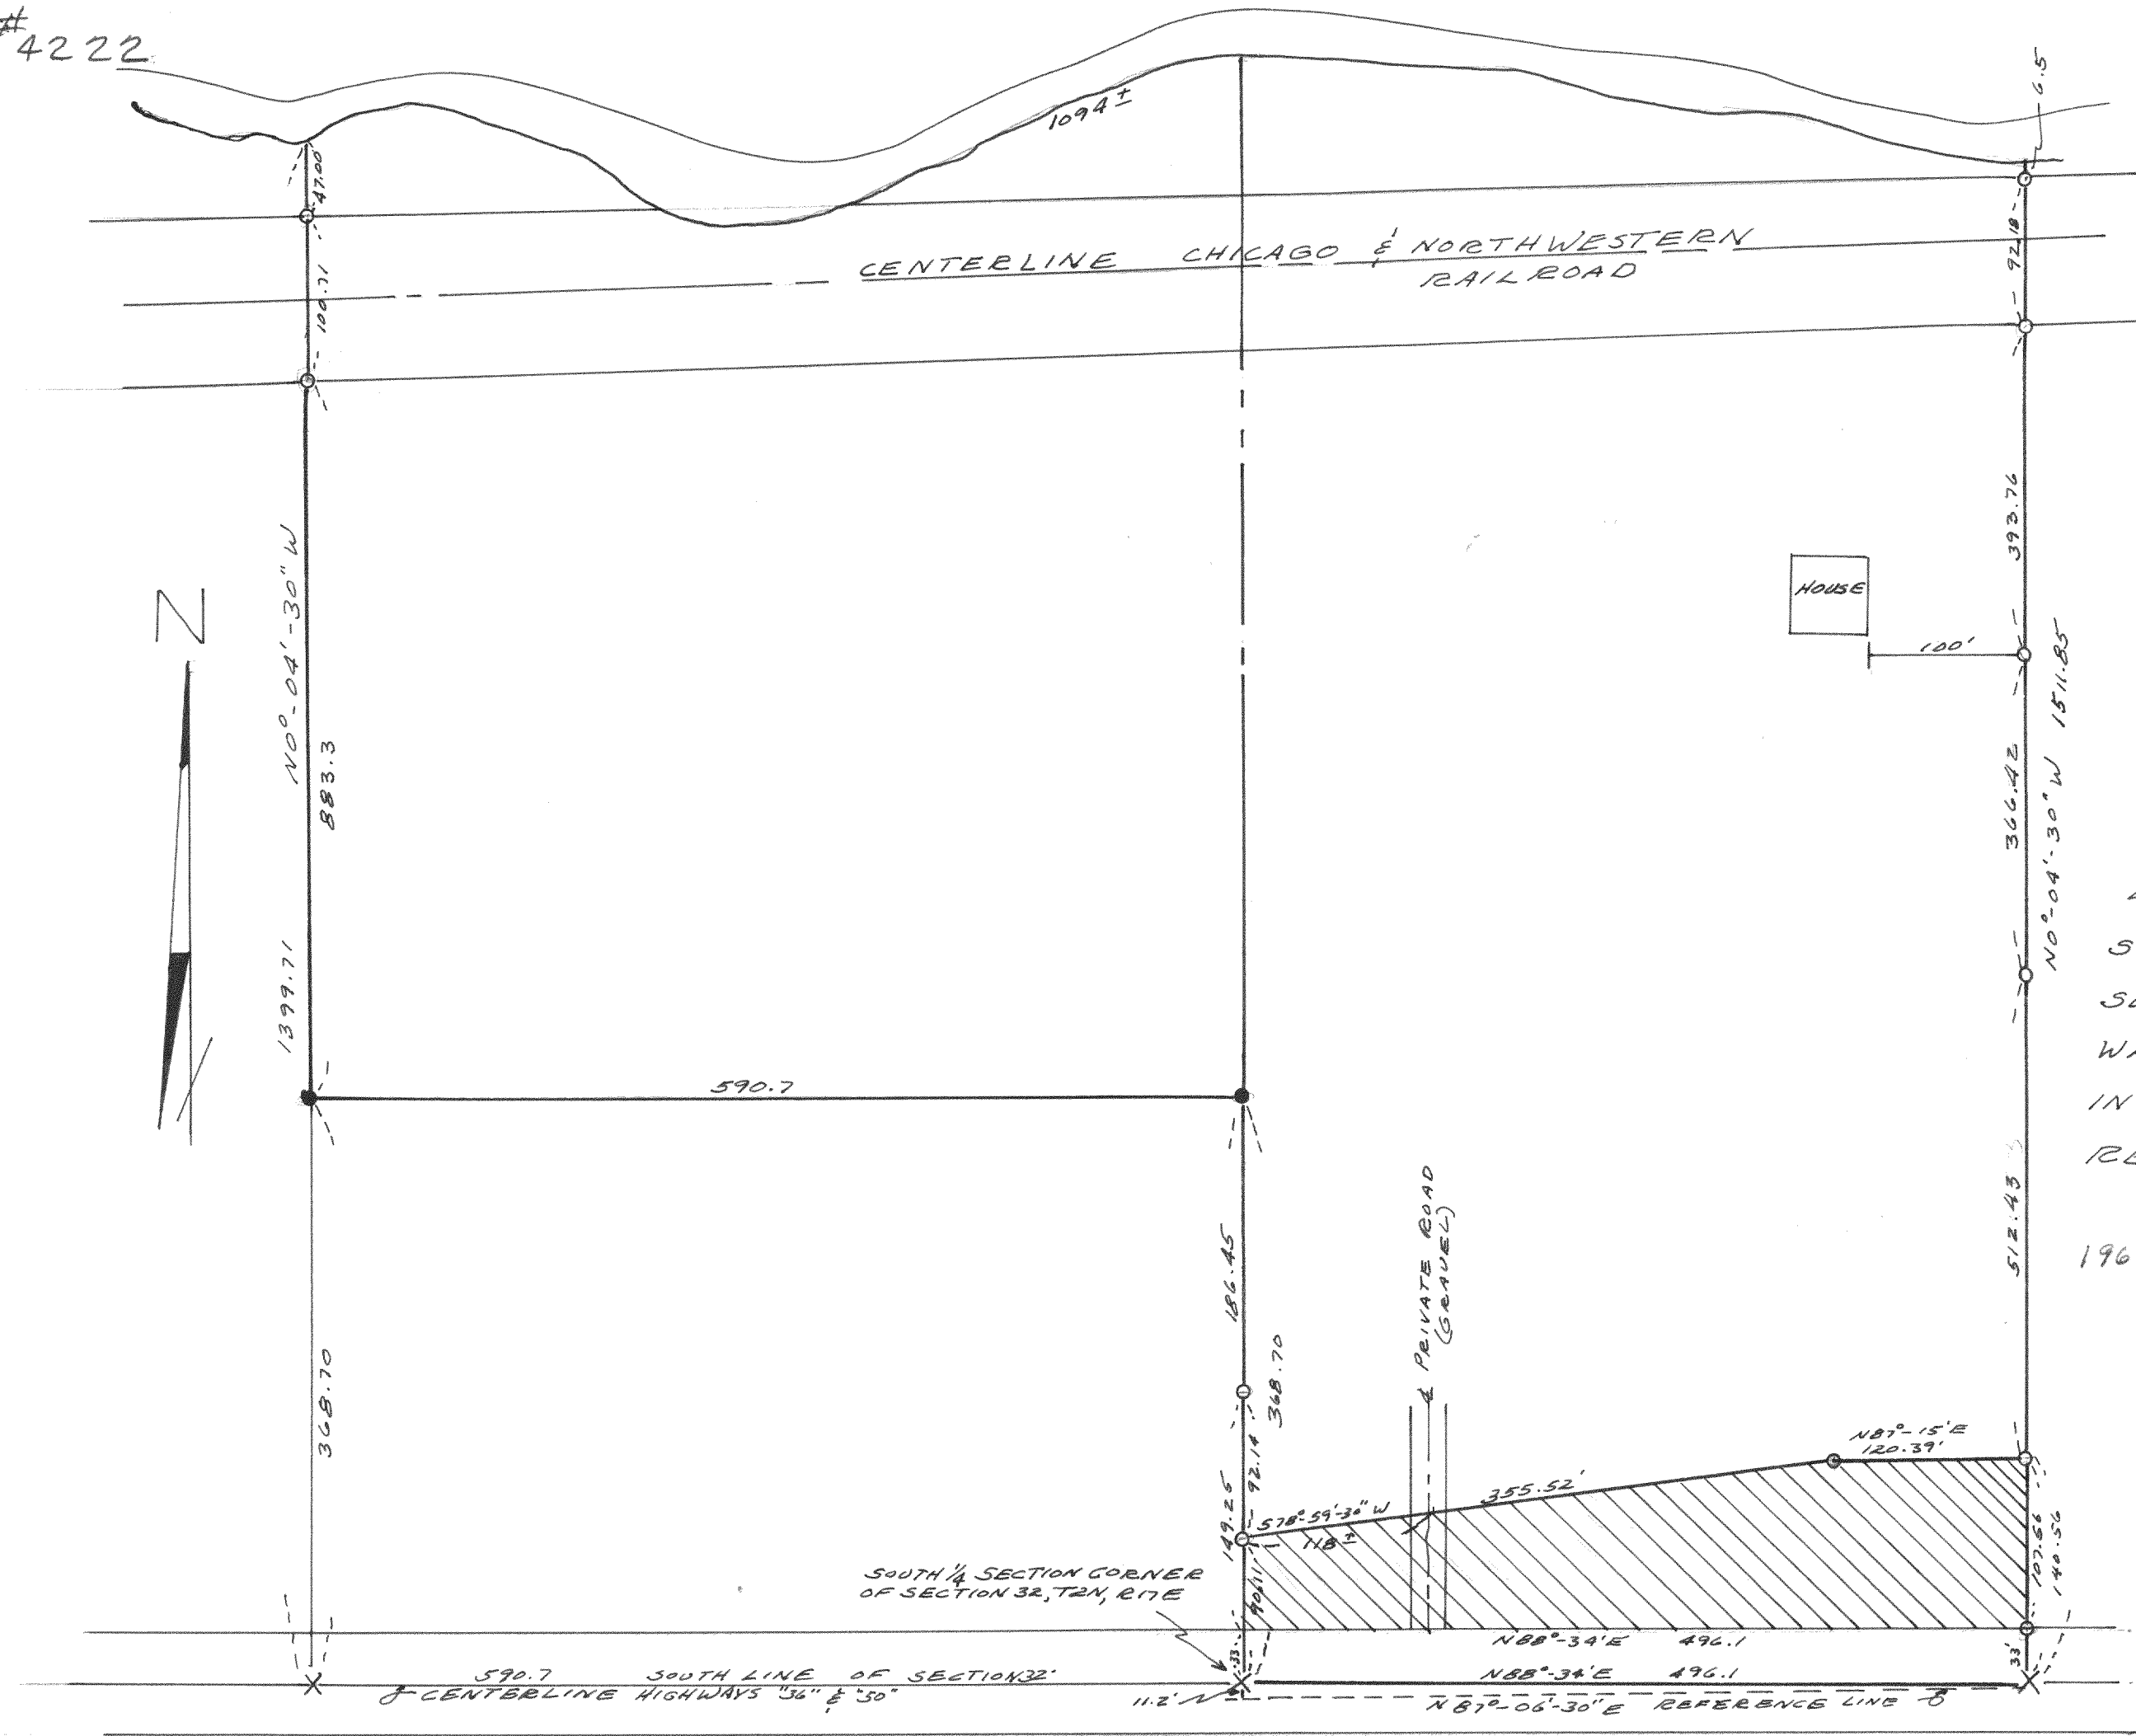 #
4222
6.5
1094 ±
47.00
CENTERLINE CHICAGO & NORTHWESTERN
RAILROAD
92.18
100.71
393.76
N0°-04'-30" W
HOUSE
100'
N
1511.85
883.3
366.42
N0°-04'-30" W
1399.71
S
590.7
IN
512.43
196
PRIVATE ROAD
(GRAVEL)
186.45
368.70
368.70
N87°-15'E
120.39'
92.14
149.25
355.52'
S78°-59'-30" W
118 ±
107.56
140.56
SOUTH 1/4 SECTION CORNER
OF SECTION 32, T2N, R17E
33'
N88°-34'E 496.1
33'
590.7 SOUTH LINE OF SECTION 32
CENTERLINE HIGHWAYS "36" & "50"
N88°-34'E 496.1
11.2'
N87°-06'-30"E REFERENCE LINE